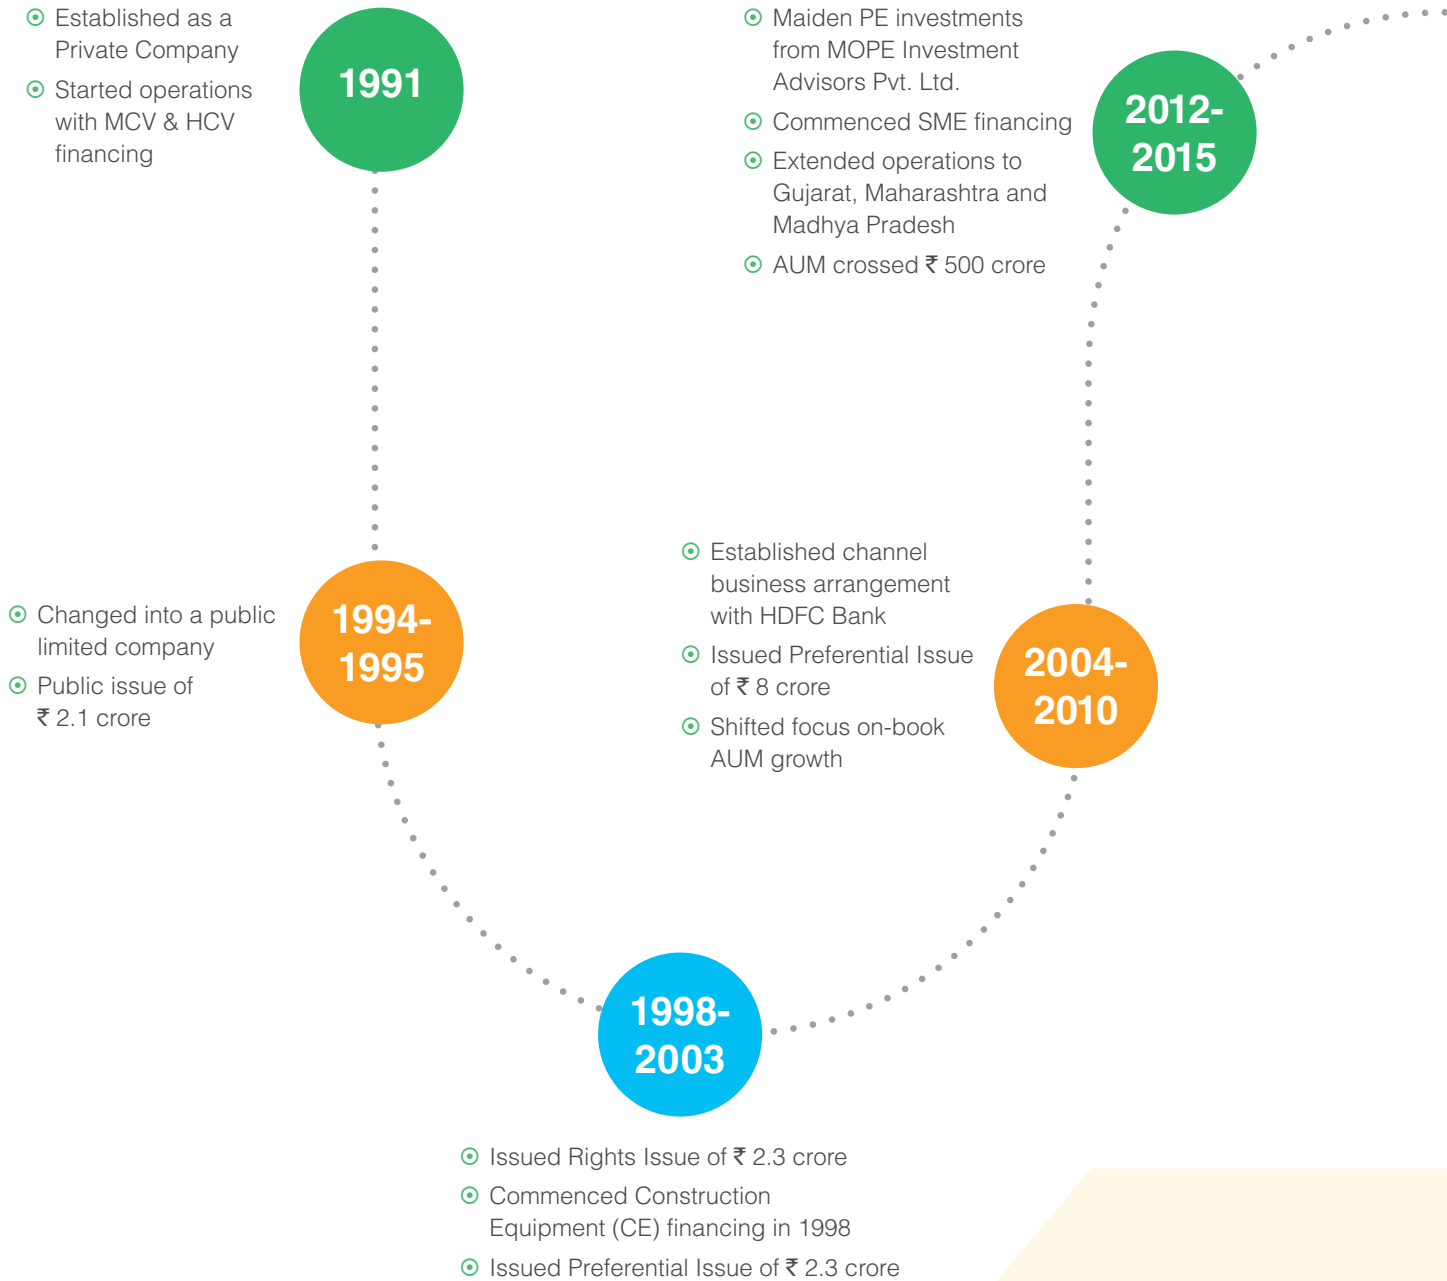 Established as a
Private Company
Started operations
with MCV & HCV
financing
1991
Changed into a public
limited company
Public issue of
₹ 2.1 crore
1994-
1995
1998-
2003
Issued Rights Issue of ₹ 2.3 crore
Commenced Construction
Equipment (CE) financing in 1998
Issued Preferential Issue of ₹ 2.3 crore
Established channel
business arrangement
with HDFC Bank
Issued Preferential Issue
of ₹ 8 crore
Shifted focus on-book
AUM growth
2004-
2010
Maiden PE investments
from MOPE Investment
Advisors Pvt. Ltd.
Commenced SME financing
Extended operations to
Gujarat, Maharashtra and
Madhya Pradesh
AUM crossed ₹ 500 crore
2012-
2015